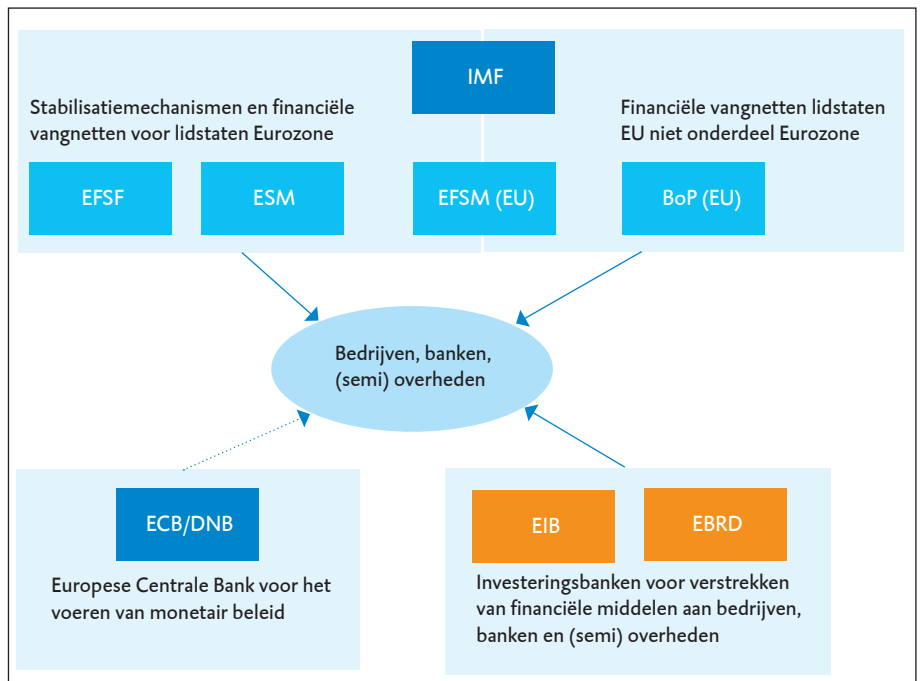 IMF
Stabilisatiemechanismen en financiële
vangnetten voor lidstaten Eurozone
Financiële vangnetten lidstaten
EU niet onderdeel Eurozone
EFSF
ESM
EFSM (EU)
BoP (EU)
Bedrijven, banken,
(semi) overheden
ECB/DNB
Europese Centrale Bank voor het
voeren van monetair beleid
EIB
EBRD
Investeringsbanken voor verstrekken
van financiële middelen aan bedrijven,
banken en (semi) overheden